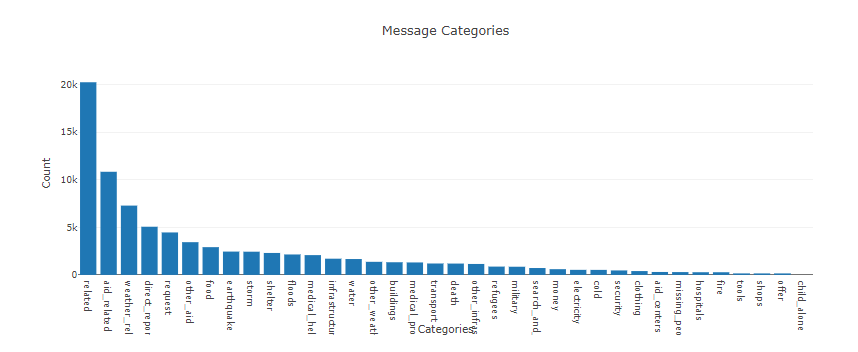 Message Categories
Count
20k
15k
10k
5k
0
related
aid_related
weather_rel
direct_repor
request
other_aid
food
earthquake
storm
shelter
floods
medical_hel
infrastructur
water
other_weath
buildings
medical_pro
transport
death
other_infras
refugees
military
search_and_
money
electricity
cold
security
clothing
aid_centers
missing_peo
hospitals
fire
tools
shops
offer
child_alone
Categories